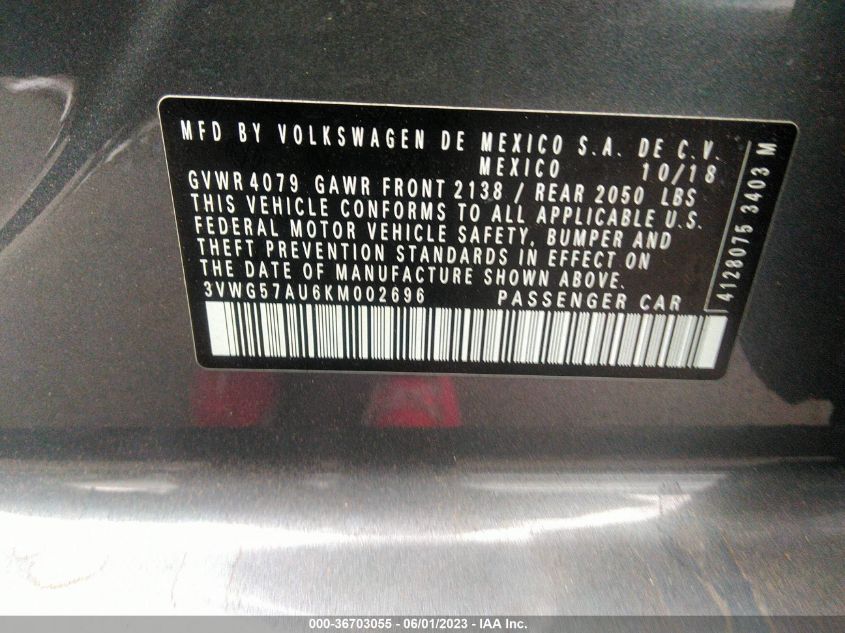 MFD BY VOLKSWAGEN DE MEXICO S.A. DE C.V.
MEXICO 10/18
GVWR 4079 GAWR FRONT 2138 / REAR 2050 LBS
THIS VEHICLE CONFORMS TO ALL APPLICABLE U.S.
FEDERAL MOTOR VEHICLE SAFETY, BUMPER AND
THEFT PREVENTION STANDARDS IN EFFECT ON
THE DATE OF MANUFACTURE SHOWN ABOVE.
3VWG57AU6KM002696 PASSENGER CAR
4128075 3403 M
000-36703055 - 06/01/2023 - IAA Inc.